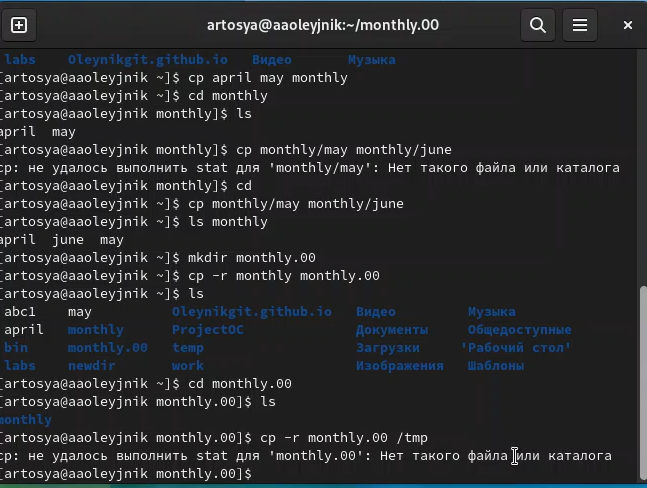 artosya@aaoleyjnik:~/monthly.00
labs Oleynikgit.github.io Видео Музыка
[artosya@aaoleyjnik ~]$ cp april may monthly
[artosya@aaoleyjnik ~]$ cd monthly
[artosya@aaoleyjnik monthly]$ ls
april may
[artosya@aaoleyjnik monthly]$ cp monthly/may monthly/june
cp: не удалось выполнить stat для 'monthly/may': Нет такого файла или каталога
[artosya@aaoleyjnik monthly]$ cd
[artosya@aaoleyjnik ~]$ cp monthly/may monthly/june
[artosya@aaoleyjnik ~]$ ls monthly
april june may
[artosya@aaoleyjnik ~]$ mkdir monthly.00
[artosya@aaoleyjnik ~]$ cp -r monthly monthly.00
[artosya@aaoleyjnik ~]$ ls
abc1 may Oleynikgit.github.io Видео Музыка
april monthly ProjectOC Документы Общедоступные
bin monthly.00 temp Загрузки 'Рабочий стол'
labs newdir work Изображения Шаблоны
[artosya@aaoleyjnik ~]$ cd monthly.00
[artosya@aaoleyjnik monthly.00]$ ls
monthly
[artosya@aaoleyjnik monthly.00]$ cp -r monthly.00 /tmp
cp: не удалось выполнить stat для 'monthly.00': Нет такого файла или каталога
[artosya@aaoleyjnik monthly.00]$